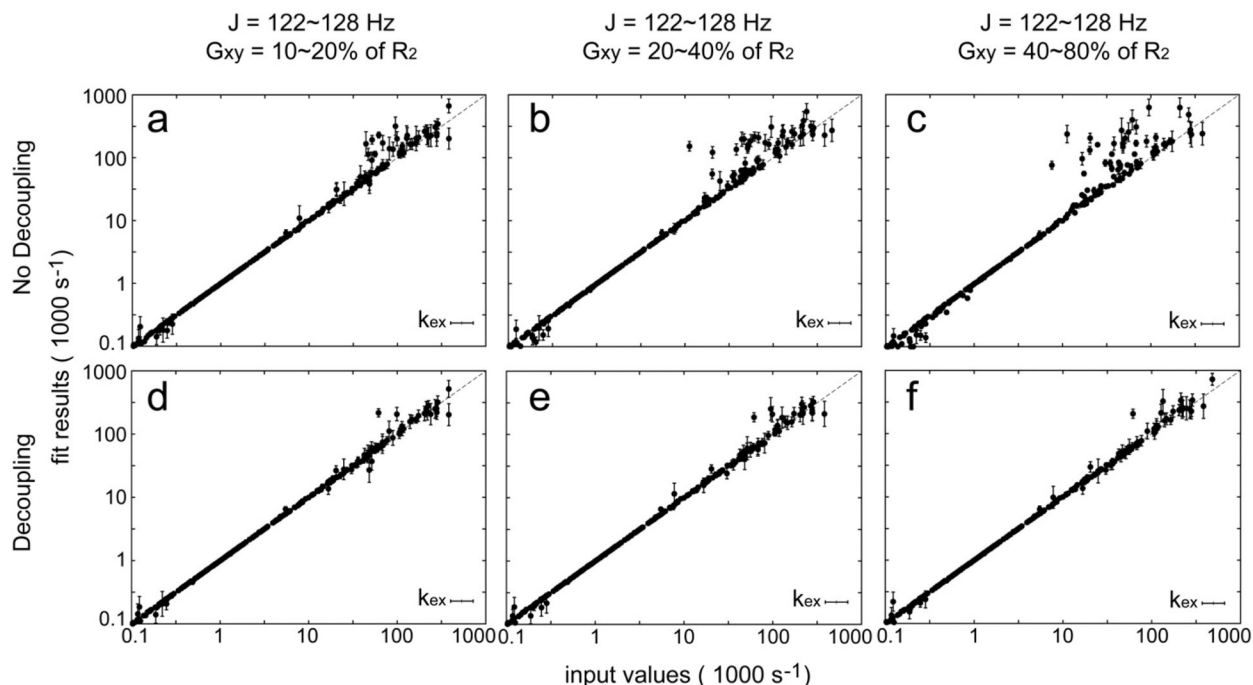 J = 122~128 Hz
Gxy = 10~20% of R2
J = 122~128 Hz
Gxy = 20~40% of R2
J = 122~128 Hz
Gxy = 40~80% of R2
No Decoupling
Decoupling
fit results ( 1000 s-1)
1000
100
10
1
0.1
a
kex
b
kex
c
kex
1000
100
10
1
0.1
d
kex
e
kex
f
kex
0.1 1 10 100 1000
0.1 1 10 100 1000
0.1 1 10 100 1000
input values ( 1000 s-1)